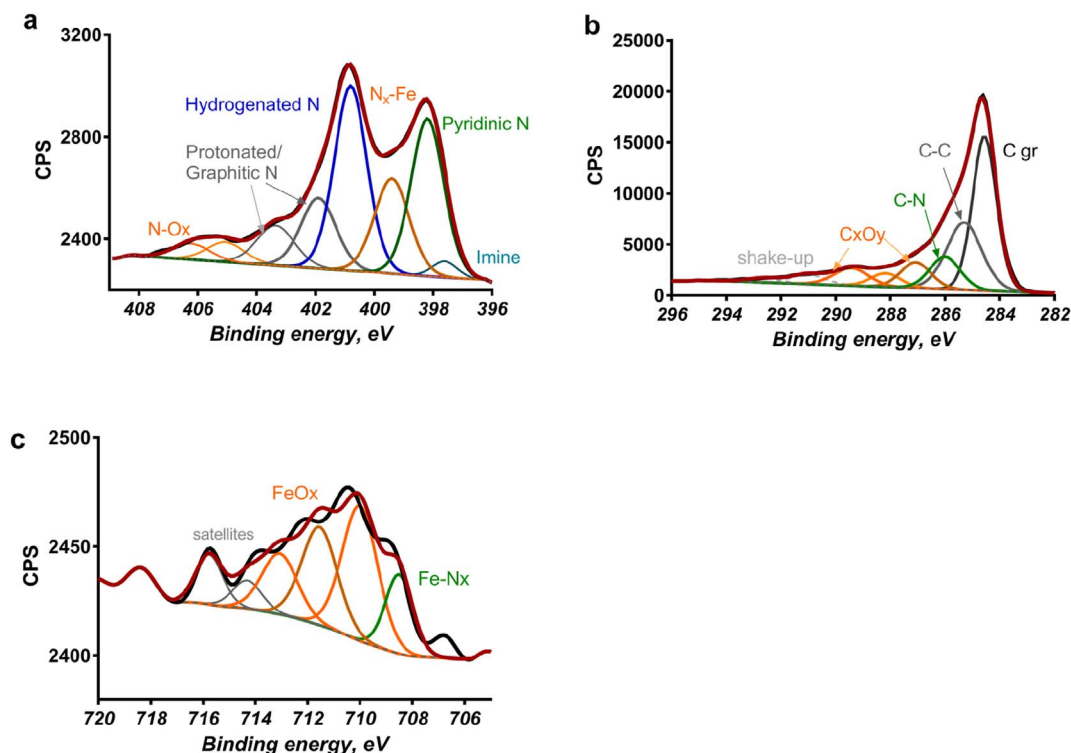 a
3200
2800
2400
CPS
Hydrogenated N
Nx-Fe
Pyridinic N
Protonated/
Graphitic N
N-Ox
Imine
408 406 404 402 400 398 396
Binding energy, eV
b
25000
20000
15000
10000
5000
0
CPS
C gr
C-C
C-N
CxOy
shake-up
296 294 292 290 288 286 284 282
Binding energy, eV
c
2500
2450
2400
CPS
FeOx
satellites
Fe-Nx
720 718 716 714 712 710 708 706
Binding energy, eV